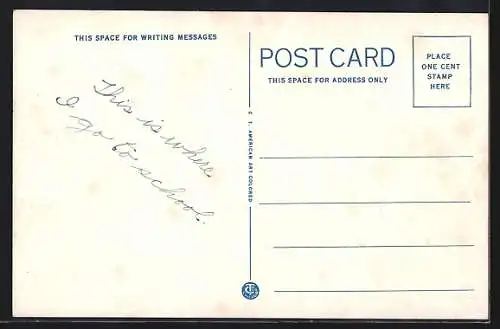 THIS SPACE FOR WRITING MESSAGES
This is where
I go to school.
C. T. AMERICAN ART COLORED
POST CARD
THIS SPACE FOR ADDRESS ONLY
PLACE
ONE CENT
STAMP
HERE